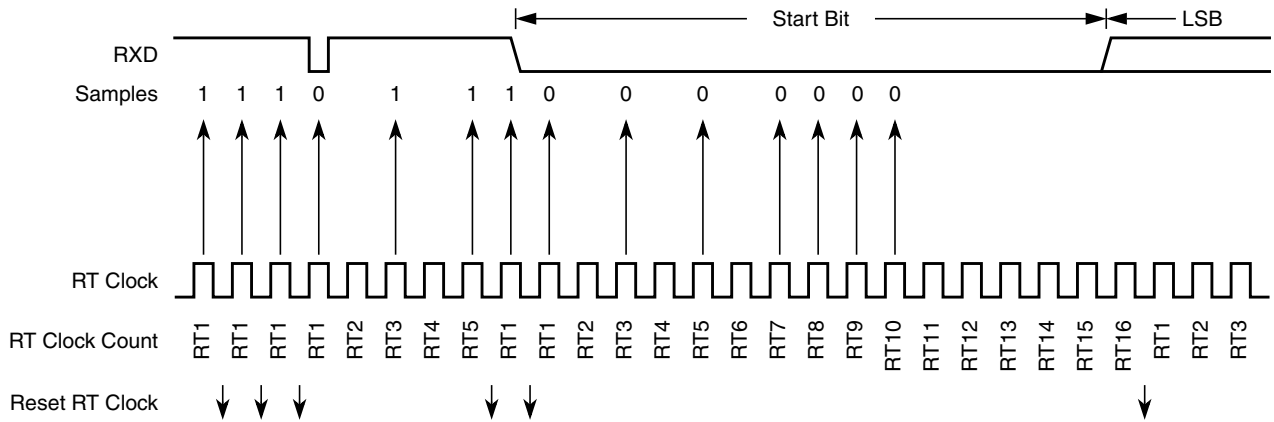 Start Bit LSB
RXD
Samples 1 1 1 0 1 1 1 0 0 0 0 0 0 0
RT Clock
RT Clock Count RT1 RT1 RT1 RT1 RT2 RT3 RT4 RT5 RT1 RT1 RT2 RT3 RT4 RT5 RT6 RT7 RT8 RT9 RT10 RT11 RT12 RT13 RT14 RT15 RT16 RT1 RT2 RT3
Reset RT Clock